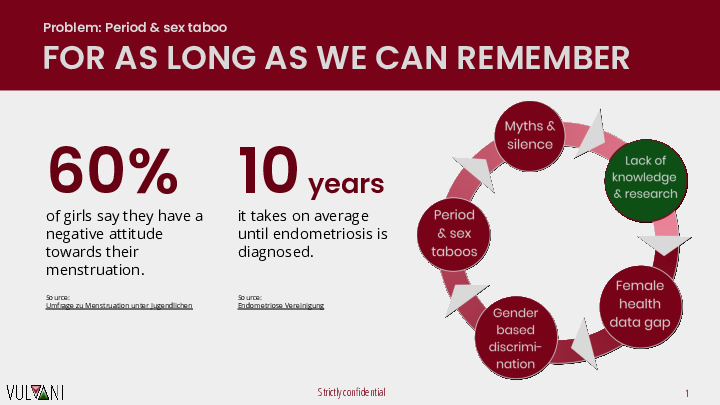 Problem: Period & sex taboo
FOR AS LONG AS WE CAN REMEMBER
60%
of girls say they have a
negative attitude
towards their
menstruation.
Source:
Umfrage zu Menstruation unter Jugendlichen
10 years
it takes on average
until endometriosis is
diagnosed.
Source:
Endometriose Vereinigung
Myths &
silence
Lack of
knowledge
& research
Female
health
data gap
Gender
based
discrimi-
nation
Period
& sex
taboos
VULVANI
Strictly confidential
1